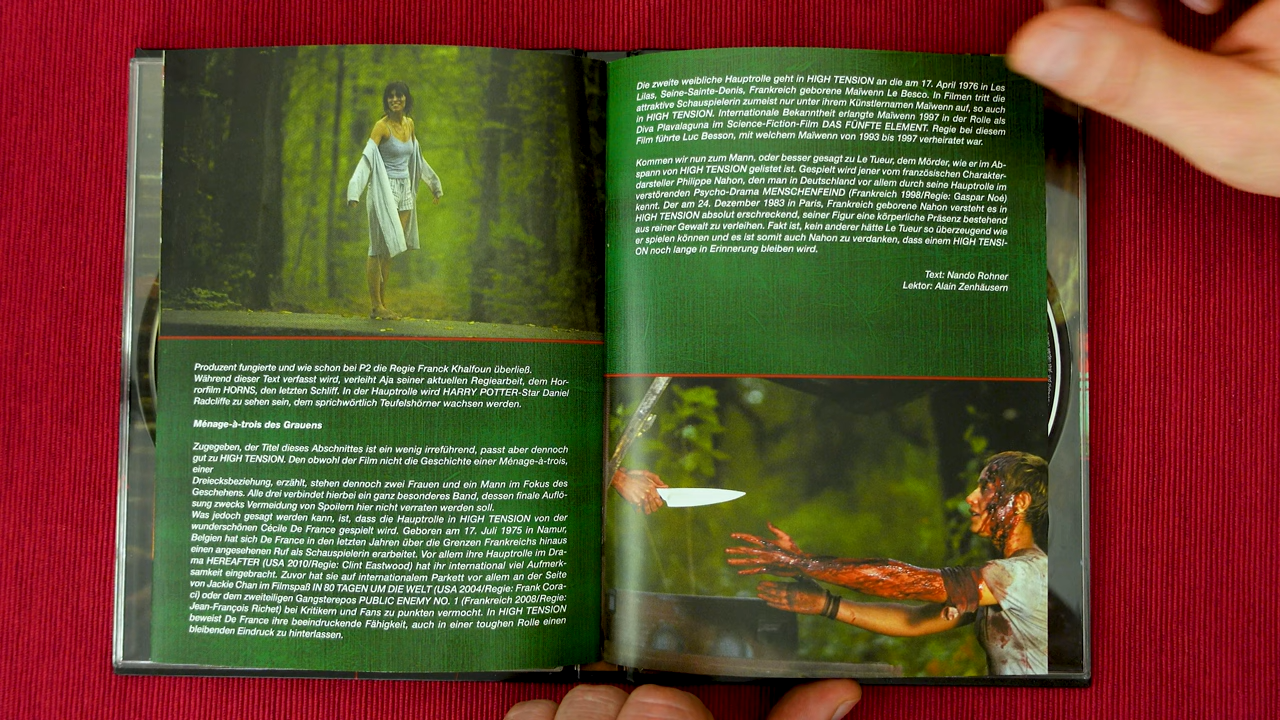 Produzent fungierte und wie schon bei P2 die Regie Franck Khalfoun überließ.
Während dieser Text verfasst wird, verleiht Aja seiner aktuellen Regiearbeit, dem Hor-
rorfilm HORNS, den letzten Schliff. In der Hauptrolle wird HARRY POTTER-Star Daniel
Radcliffe zu sehen sein, dem sprichwörtlich Teufelshörner wachsen werden.
Ménage-à-trois des Grauens
Zugegeben, der Titel dieses Abschnittes ist ein wenig irreführend, passt aber dennoch
gut zu HIGH TENSION. Den obwohl der Film nicht die Geschichte einer Ménage-à-trois,
einer
Dreiecksbeziehung, erzählt, stehen dennoch zwei Frauen und ein Mann im Fokus des
Geschehens. Alle drei verbindet hierbei ein ganz besonderes Band, dessen finale Auflö-
sung zwecks Vermeidung von Spoilern hier nicht verraten werden soll.
Was jedoch gesagt werden kann, ist, dass die Hauptrolle in HIGH TENSION von der
wunderschönen Cécile De France gespielt wird. Geboren am 17. Juli 1975 in Namur,
Belgien hat sich De France in den letzten Jahren über die Grenzen Frankreichs hinaus
einen angesehenen Ruf als Schauspielerin erarbeitet. Vor allem ihre Hauptrolle im Dra-
ma HEREAFTER (USA 2010/Regie: Clint Eastwood) hat ihr international viel Aufmerk-
samkeit eingebracht. Zuvor hat sie auf internationalem Parkett vor allem an der Seite
von Jackie Chan im Filmspaß IN 80 TAGEN UM DIE WELT (USA 2004/Regie: Frank Cora-
ci) oder dem zweiteiligen Gangsterepos PUBLIC ENEMY NO. 1 (Frankreich 2008/Regie:
Jean-François Richet) bei Kritikern und Fans zu punkten vermocht. In HIGH TENSION
beweist De France ihre beeindruckende Fähigkeit, auch in einer toughen Rolle einen
bleibenden Eindruck zu hinterlassen.
Die zweite weibliche Hauptrolle geht in HIGH TENSION an die am 17. April 1976 in Les
Lilas, Seine-Sainte-Denis, Frankreich geborene Maïwenn Le Besco. In Filmen tritt die
attraktive Schauspielerin zumeist nur unter ihrem Künstlernamen Maïwenn auf, so auch
in HIGH TENSION. Internationale Bekanntheit erlangte Maïwenn 1997 in der Rolle als
Diva Plavalaguna im Science-Fiction-Film DAS FÜNFTE ELEMENT. Regie bei diesem
Film führte Luc Besson, mit welchem Maïwenn von 1993 bis 1997 verheiratet war.
Kommen wir nun zum Mann, oder besser gesagt zu Le Tueur, dem Mörder, wie er im Ab-
spann von HIGH TENSION gelistet ist. Gespielt wird jener vom französischen Charakter-
darsteller Philippe Nahon, den man in Deutschland vor allem durch seine Hauptrolle im
verstörenden Psycho-Drama MENSCHENFEIND (Frankreich 1998/Regie: Gaspar Noé)
kennt. Der am 24. Dezember 1983 in Paris, Frankreich geborene Nahon versteht es in
HIGH TENSION absolut erschreckend, seiner Figur eine körperliche Präsenz bestehend
aus reiner Gewalt zu verleihen. Fakt ist, kein anderer hätte Le Tueur so überzeugend wie
er spielen können und es ist somit auch Nahon zu verdanken, dass einem HIGH TENSI-
ON noch lange in Erinnerung bleiben wird.
Text: Nando Rohner
Lektor: Alain Zenhäusern